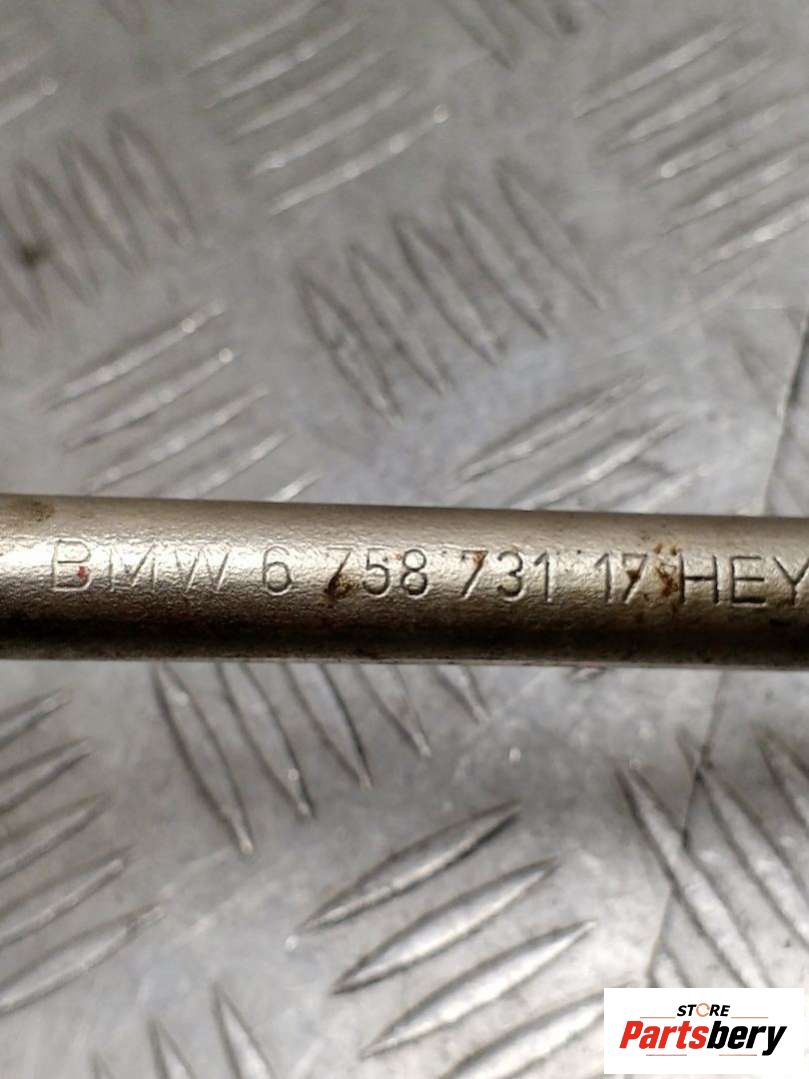 BMW 6 758 731 17 HEY
STORE
Partsbery